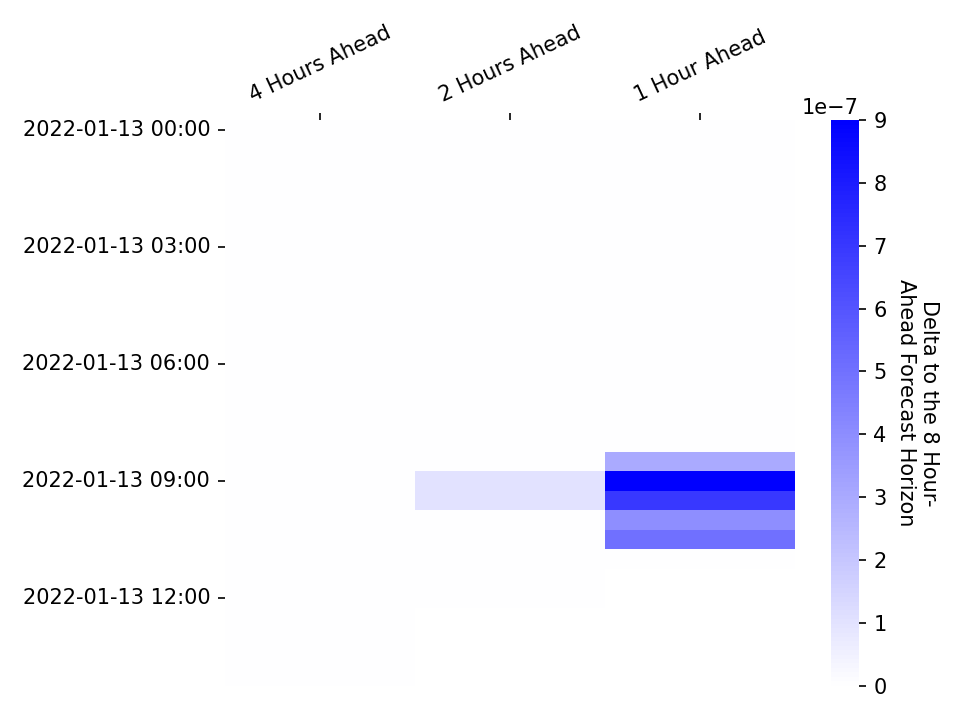 4 Hours Ahead
2 Hours Ahead
1 Hour Ahead
1e−7
2022-01-13 00:00
2022-01-13 03:00
2022-01-13 06:00
2022-01-13 09:00
2022-01-13 12:00
9
8
7
6
5
4
3
2
1
0
Delta to the 8 Hour-
Ahead Forecast Horizon